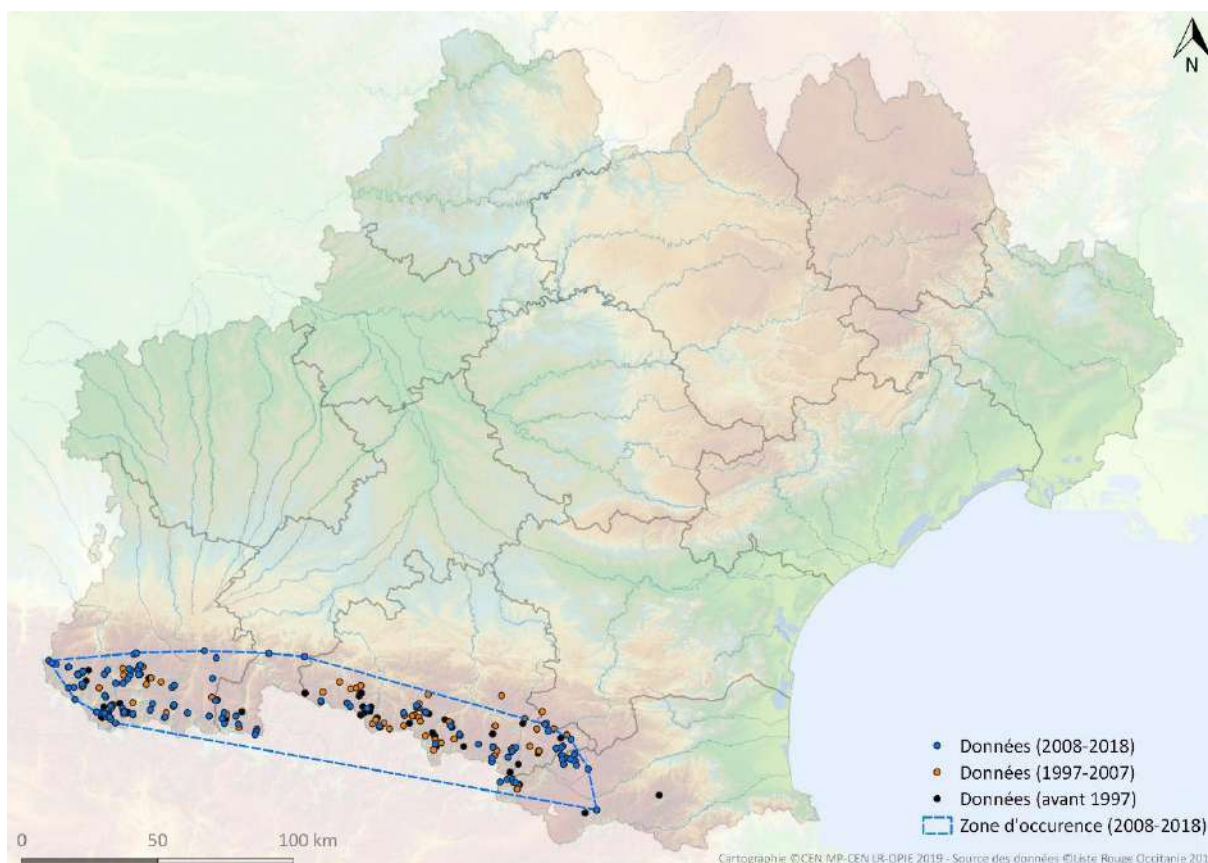 N
Données (2008-2018)
Données (1997-2007)
Données (avant 1997)
Zone d'occurence (2008-2018)
0 50 100 km
Cartographie ©CEN MP-CEN LR-OPIE 2019 - Source des données ©Liste Rouge Occitanie 201